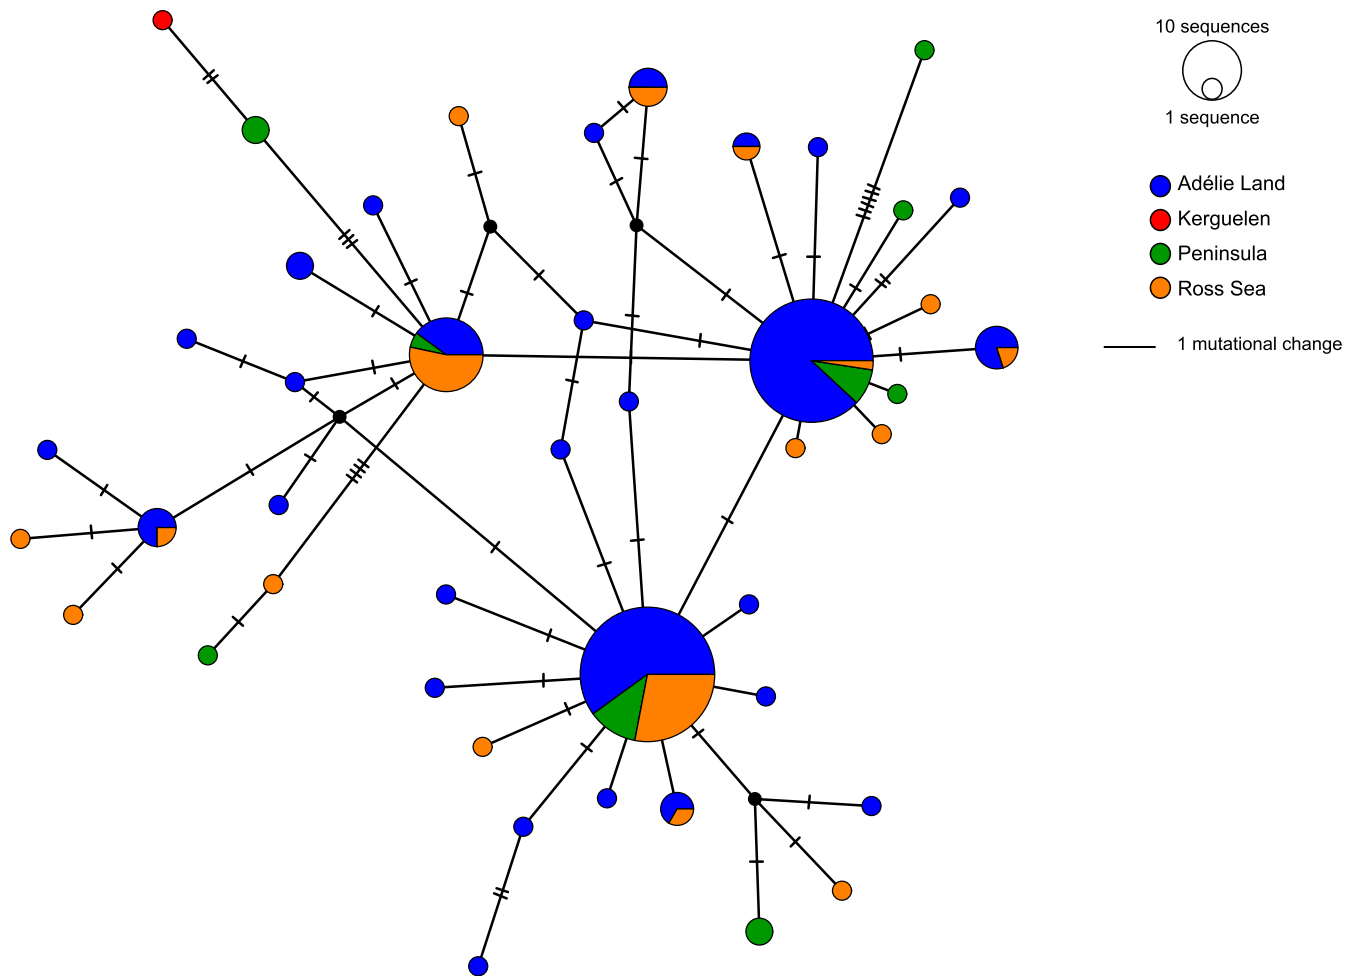 10 sequences
1 sequence
Adélie Land
Kerguelen
Peninsula
Ross Sea
1 mutational change